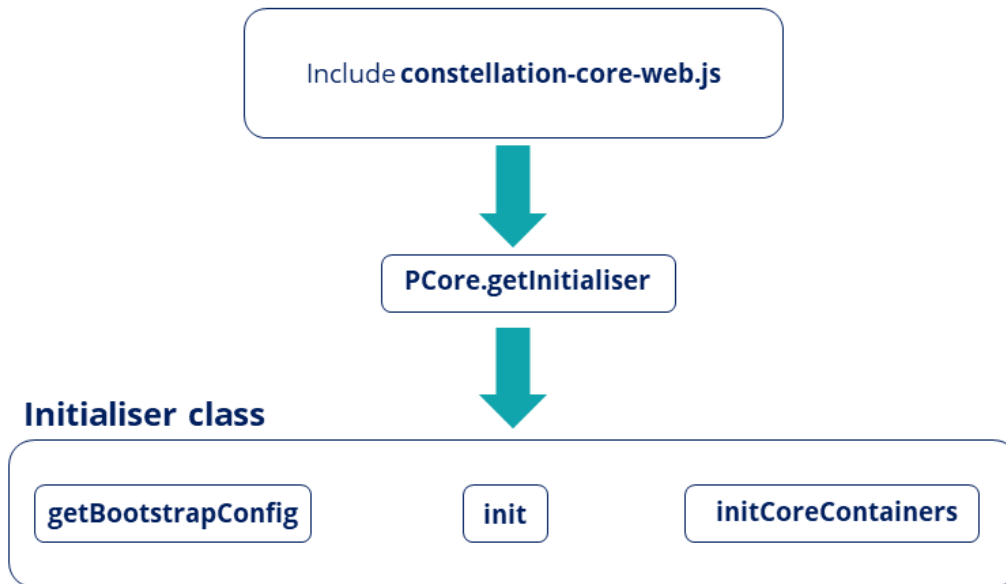 Include constellation-core-web.js
PCore.getInitialiser
Initialiser class
getBootstrapConfig
init
initCoreContainers